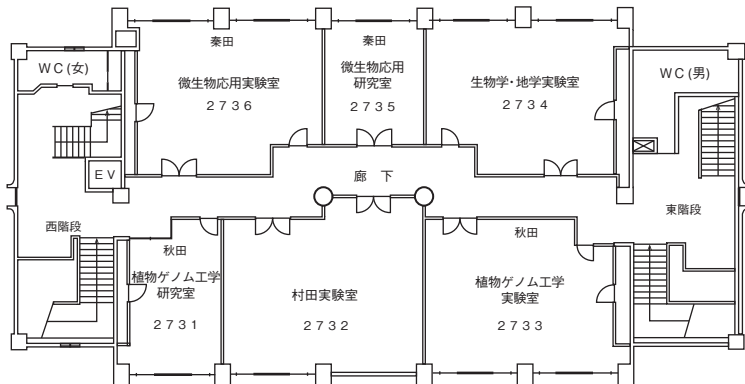 秦田
微生物応用実験室
2736
秦田
微生物応用
研究室
2735
生物学・地学実験室
2734
WC(女)
WC(男)
EV
廊 下
西階段
東階段
秋田
植物ゲノム工学
研究室
2731
村田実験室
2732
秋田
植物ゲノム工学
実験室
2733